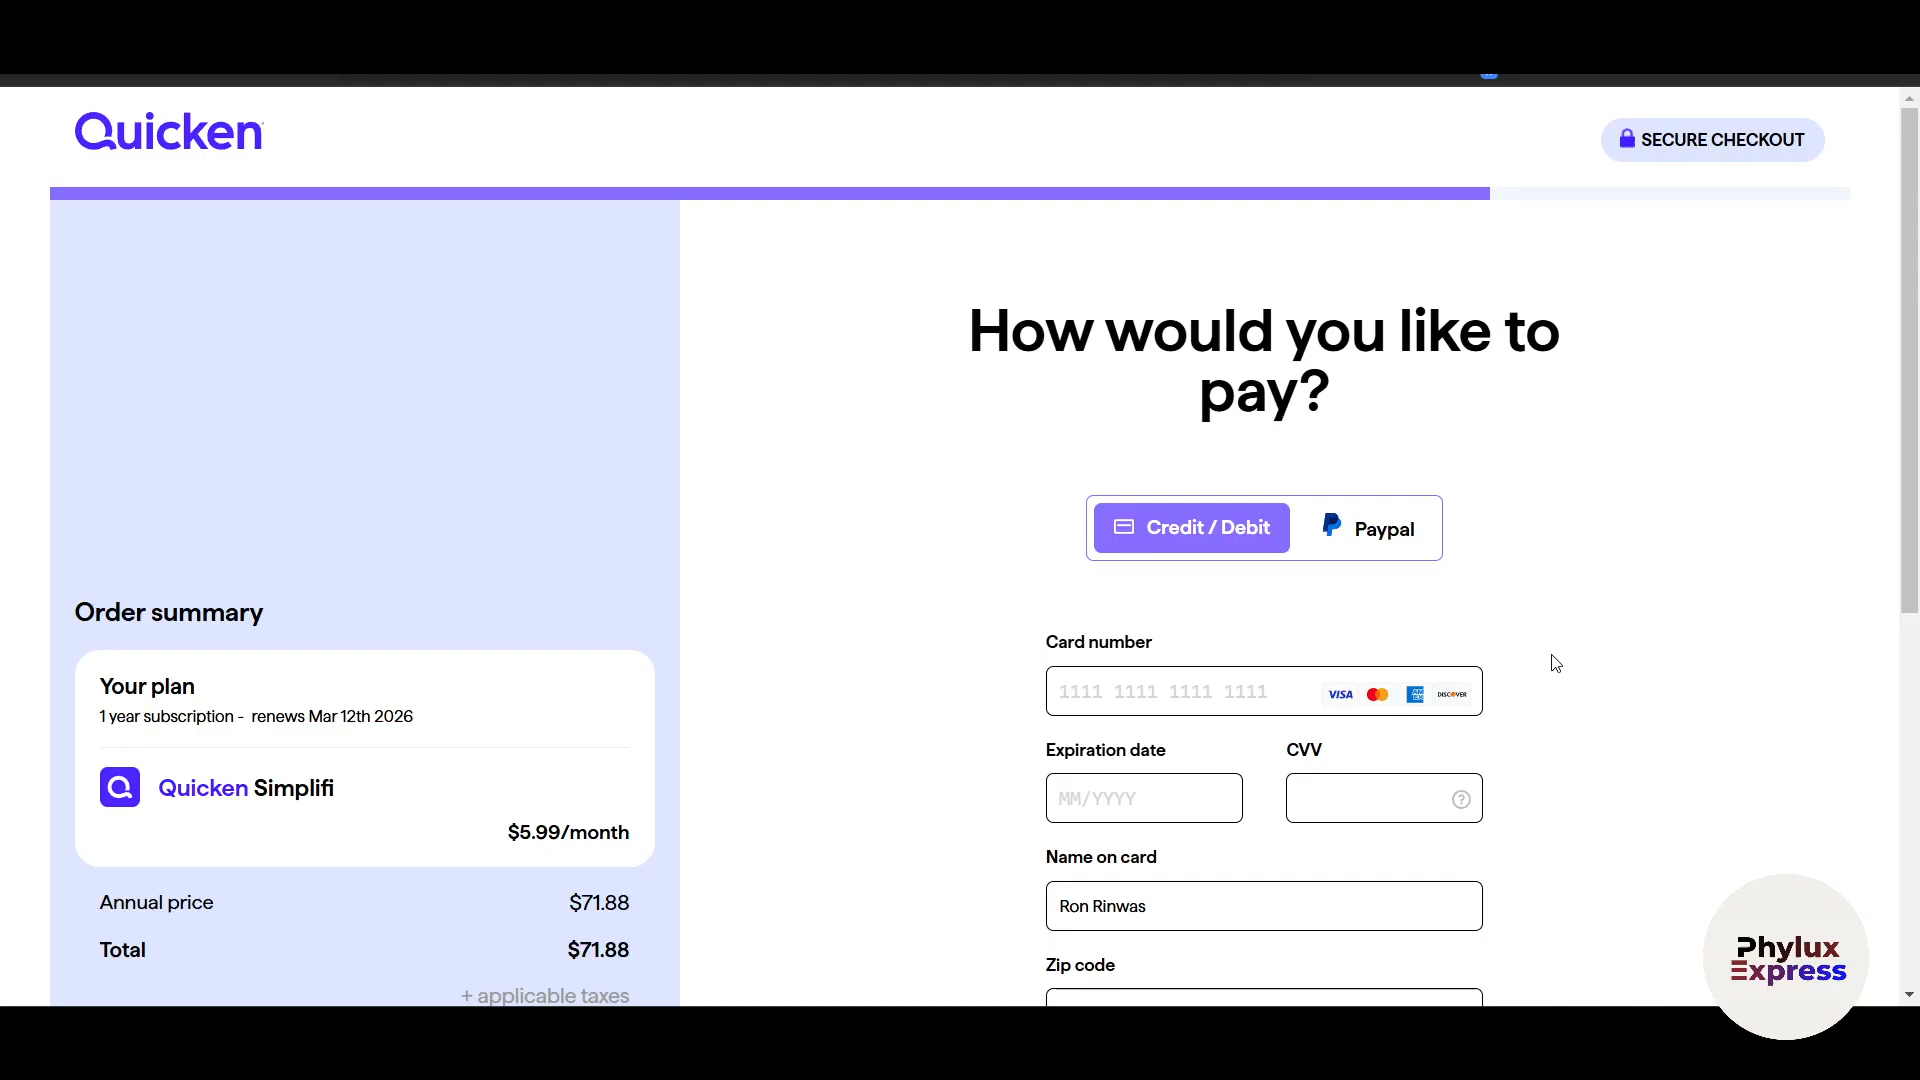 Quicken
SECURE CHECKOUT
How would you like to
pay?
Credit / Debit
Paypal
Order summary
Your plan
1 year subscription - renews Mar 12th 2026
Quicken Simplifi
$5.99/month
Annual price $71.88
Total $71.88
+ applicable taxes
Card number
1111 1111 1111 1111
VISA
AM
EX
DISCOVER
Expiration date
MM/YYYY
CVV
?
Name on card
Ron Rinwas
Zip code
Phylux
Express